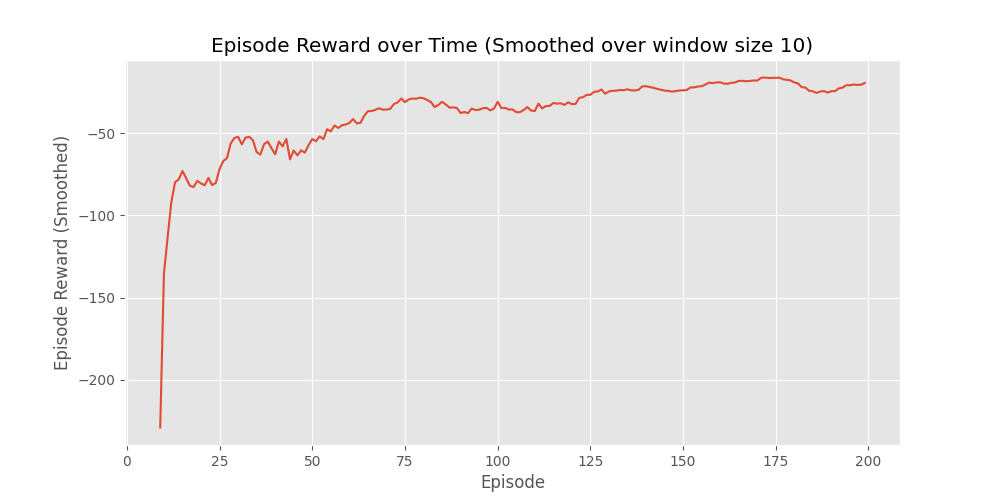 Episode Reward over Time (Smoothed over window size 10)
Episode Reward (Smoothed)
−50
−100
−150
−200
0 25 50 75 100 125 150 175 200
Episode